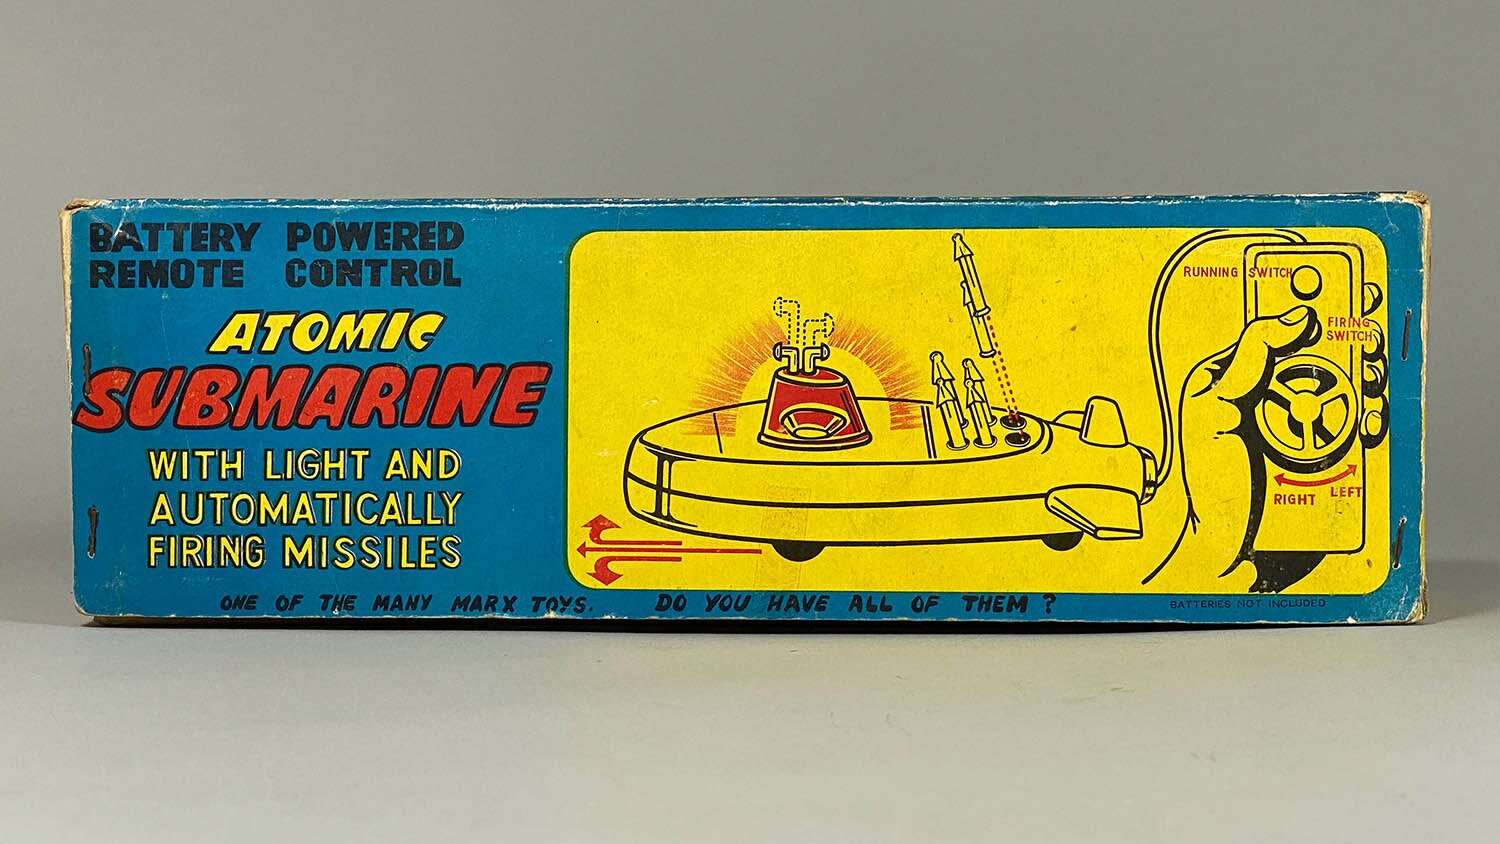 BATTERY POWERED
REMOTE CONTROL
ATOMIC
SUBMARINE
WITH LIGHT AND
AUTOMATICALLY
FIRING MISSILES
RUNNING SWITCH
FIRING
SWITCH
RIGHT
LEFT
ONE OF THE MANY MARX TOYS. DO YOU HAVE ALL OF THEM ?
BATTERIES NOT INCLUDED